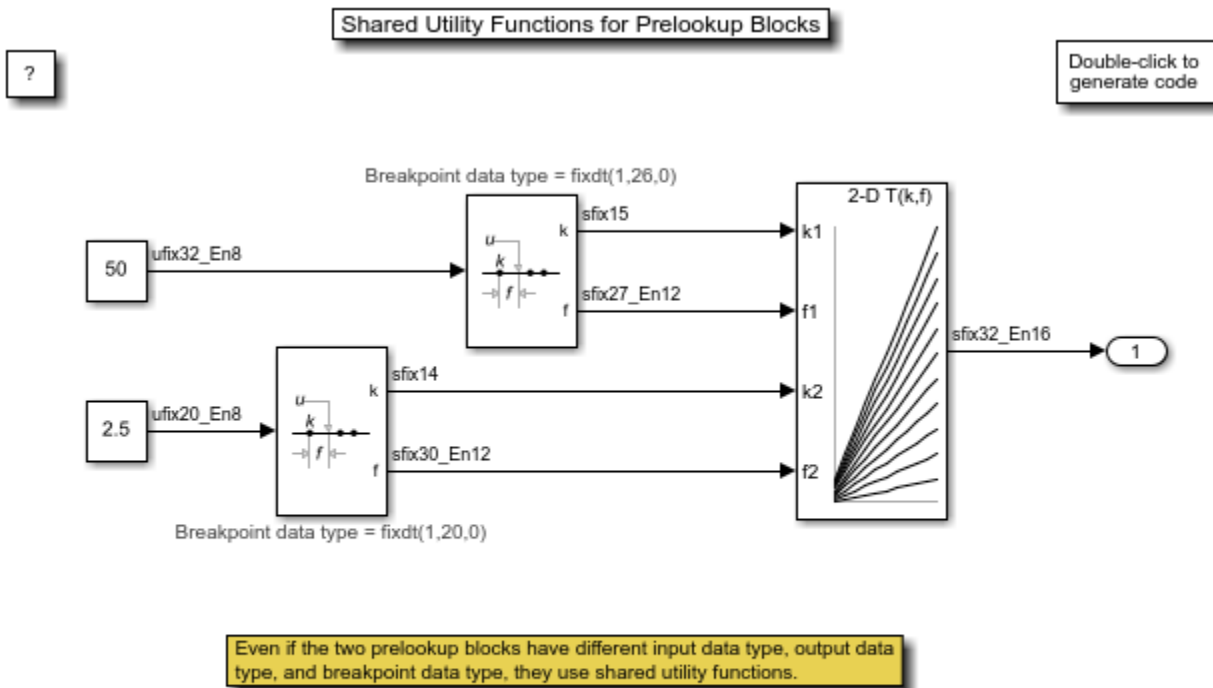 Shared Utility Functions for Prelookup Blocks
?
Double-click to
generate code
Breakpoint data type = fixdt(1,26,0)
2-D T(k,f)
50
ufix32_En8
u
k
f
k
f
sfix15
sfix27_En12
k1
f1
k2
f2
sfix32_En16
1
2.5
ufix20_En8
u
k
f
k
f
sfix14
sfix30_En12
Breakpoint data type = fixdt(1,20,0)
Even if the two prelookup blocks have different input data type, output data
type, and breakpoint data type, they use shared utility functions.